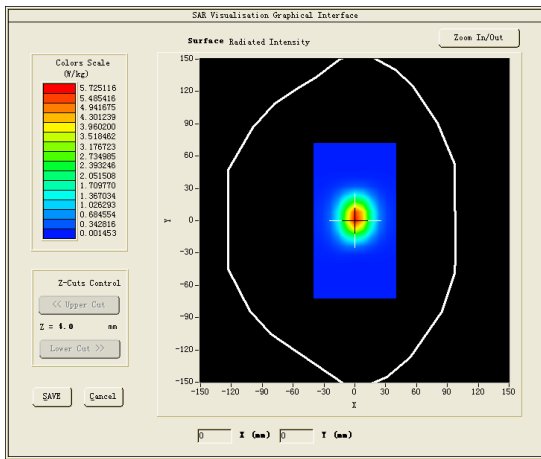 SAR Visualisation Graphical Interface
Surface Radiated Intensity
Zoom In/Out
Colors Scale
(W/kg)
5.725116
5.485416
4.941675
4.301239
3.960200
3.518462
3.176723
2.734985
2.393246
2.051508
1.709770
1.367034
1.026293
0.684554
0.342816
0.001453
Z-Cuts Control
<< Upper Cut
Z = 4.0 mm
Lower Cut >>
SAVE Cancel
150
120
90
60
30
0
-30
-60
-90
-120
-150
Y
-150 -120 -90 -60 -30 0 30 60 90 120 150
X
0 X (mm) 0 Y (mm)